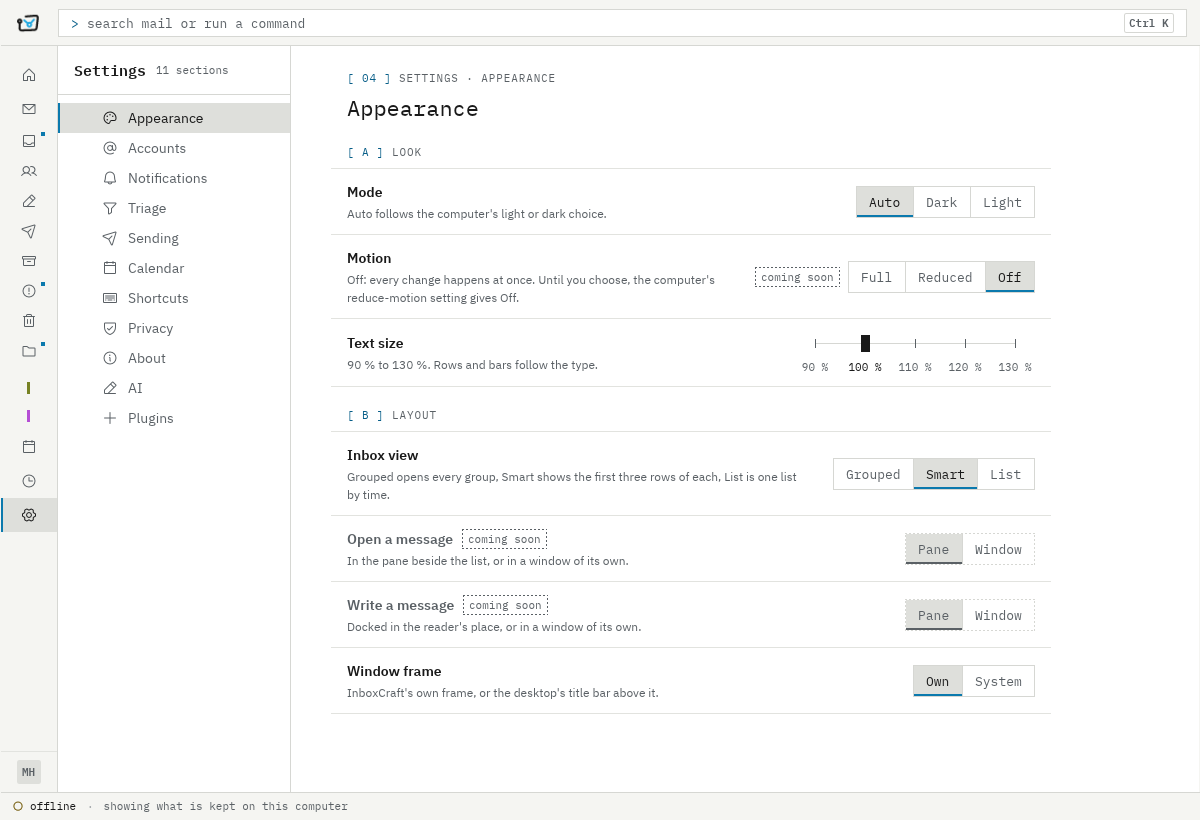 > search mail or run a command
Ctrl K
Settings 11 sections
Appearance
Accounts
Notifications
Triage
Sending
Calendar
Shortcuts
Privacy
About
AI
Plugins
[ 04 ] SETTINGS · APPEARANCE
Appearance
[ A ] LOOK
Mode
Auto follows the computer's light or dark choice.
Auto Dark Light
Motion
Off: every change happens at once. Until you choose, the computer's
reduce-motion setting gives Off.
coming soon
Full Reduced Off
Text size
90 % to 130 %. Rows and bars follow the type.
90 % 100 % 110 % 120 % 130 %
[ B ] LAYOUT
Inbox view
Grouped opens every group, Smart shows the first three rows of each, List is one list
by time.
Grouped Smart List
Open a message coming soon
In the pane beside the list, or in a window of its own.
Pane Window
Write a message coming soon
Docked in the reader's place, or in a window of its own.
Pane Window
Window frame
InboxCraft's own frame, or the desktop's title bar above it.
Own System
MH
offline · showing what is kept on this computer